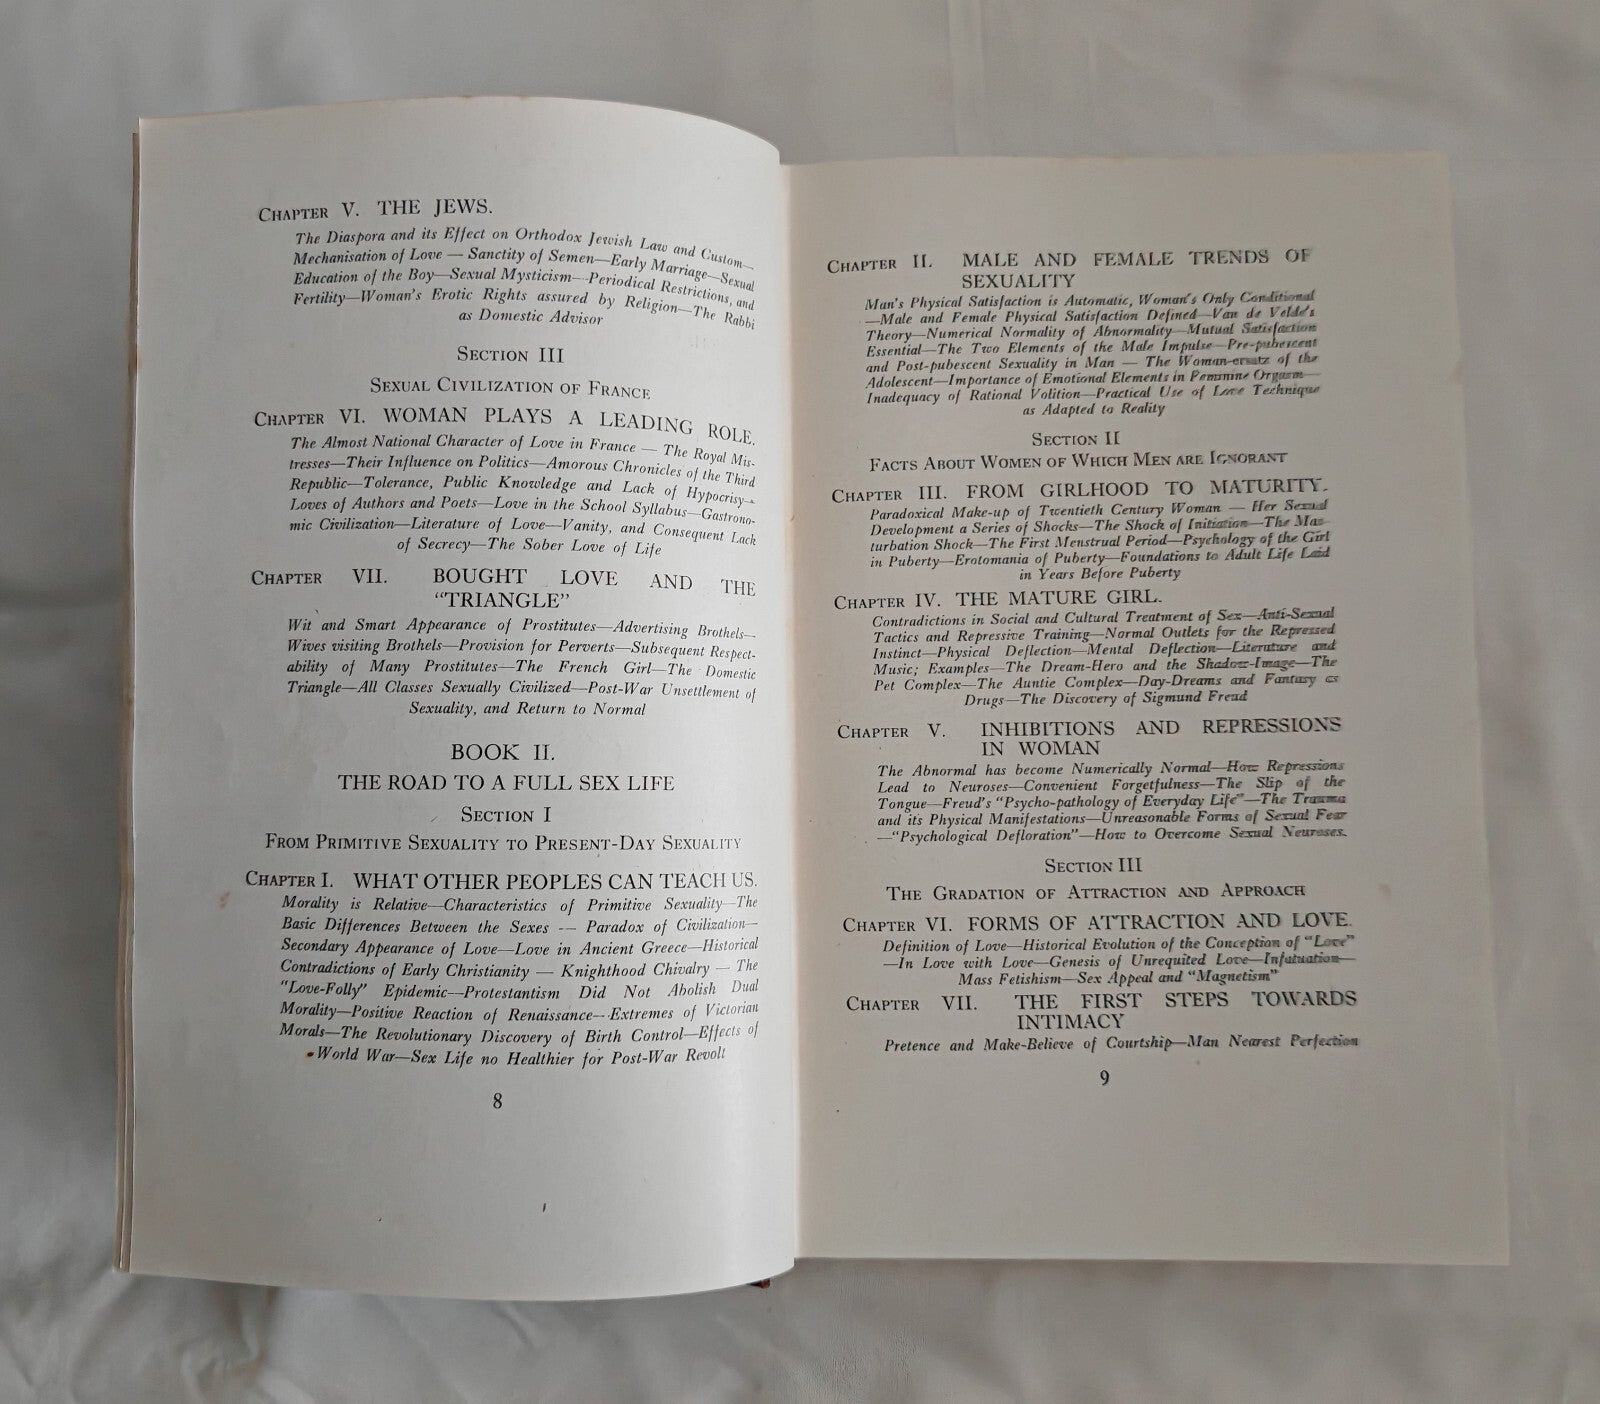 CHAPTER V. THE JEWS.
The Diaspora and its Effect on Orthodox Jewish Law and Custom—
Mechanisation of Love — Sanctity of Semen—Early Marriage—Sexual
Education of the Boy—Sexual Mysticism—Periodical Restrictions, and
Fertility—Woman's Erotic Rights assured by Religion—The Rabbi
as Domestic Advisor
SECTION III
SEXUAL CIVILIZATION OF FRANCE
CHAPTER VI. WOMAN PLAYS A LEADING ROLE.
The Almost National Character of Love in France — The Royal Mis-
tresses—Their Influence on Politics—Amorous Chronicles of the Third
Republic—Tolerance, Public Knowledge and Lack of Hypocrisy—
Loves of Authors and Poets—Love in the School Syllabus—Gastrono-
mic Civilization—Literature of Love—Vanity, and Consequent Lack
of Secrecy—The Sober Love of Life
CHAPTER VII. BOUGHT LOVE AND THE
"TRIANGLE"
Wit and Smart Appearance of Prostitutes—Advertising Brothels—
Wives visiting Brothels—Provision for Perverts—Subsequent Respect-
ability of Many Prostitutes—The French Girl—The Domestic
Triangle—All Classes Sexually Civilized—Post-War Unsettlement of
Sexuality, and Return to Normal
BOOK II.
THE ROAD TO A FULL SEX LIFE
SECTION I
FROM PRIMITIVE SEXUALITY TO PRESENT-DAY SEXUALITY
CHAPTER I. WHAT OTHER PEOPLES CAN TEACH US.
Morality is Relative—Characteristics of Primitive Sexuality—The
Basic Differences Between the Sexes -- Paradox of Civilization—
Secondary Appearance of Love—Love in Ancient Greece—Historical
Contradictions of Early Christianity — Knighthood Chivalry — The
"Love-Folly" Epidemic—Protestantism Did Not Abolish Dual
Morality—Positive Reaction of Renaissance—Extremes of Victorian
Morals—The Revolutionary Discovery of Birth Control—Effects of
World War—Sex Life no Healthier for Post-War Revolt
8
CHAPTER II. MALE AND FEMALE TRENDS OF
SEXUALITY
Man's Physical Satisfaction is Automatic, Woman's Only Conditional
—Male and Female Physical Satisfaction Defined—Van de Velde's
Theory—Numerical Normality of Abnormality—Mutual Satisfaction
Essential—The Two Elements of the Male Impulse—Pre-pubescent
and Post-pubescent Sexuality in Man — The Woman-ersatz of the
Adolescent—Importance of Emotional Elements in Feminine Orgasm—
Inadequacy of Rational Volition—Practical Use of Love Technique
as Adapted to Reality
SECTION II
FACTS ABOUT WOMEN OF WHICH MEN ARE IGNORANT
CHAPTER III. FROM GIRLHOOD TO MATURITY.
Paradoxical Make-up of Twentieth Century Woman — Her Sexual
Development a Series of Shocks—The Shock of Initiation—The Mas-
turbation Shock—The First Menstrual Period—Psychology of the Girl
in Puberty—Erotomania of Puberty—Foundations to Adult Life Laid
in Years Before Puberty
CHAPTER IV. THE MATURE GIRL.
Contradictions in Social and Cultural Treatment of Sex—Anti-Sexual
Tactics and Repressive Training—Normal Outlets for the Repressed
Instinct—Physical Deflection—Mental Deflection—Literature and
Music; Examples—The Dream-Hero and the Shadow-Image—The
Pet Complex—The Auntie Complex—Day-Dreams and Fantasy as
Drugs—The Discovery of Sigmund Freud
CHAPTER V. INHIBITIONS AND REPRESSIONS
IN WOMAN
The Abnormal has become Numerically Normal—How Repressions
Lead to Neuroses—Convenient Forgetfulness—The Slip of the
Tongue—Freud's "Psycho-pathology of Everyday Life"—The Trauma
and its Physical Manifestations—Unreasonable Forms of Sexual Fear
—"Psychological Defloration"—How to Overcome Sexual Neuroses.
SECTION III
THE GRADATION OF ATTRACTION AND APPROACH
CHAPTER VI. FORMS OF ATTRACTION AND LOVE.
Definition of Love—Historical Evolution of the Conception of "Love"
—In Love with Love—Genesis of Unrequited Love—Infatuation—
Mass Fetishism—Sex Appeal and "Magnetism"
CHAPTER VII. THE FIRST STEPS TOWARDS
INTIMACY
Pretence and Make-Believe of Courtship—Man Nearest Perfection
9